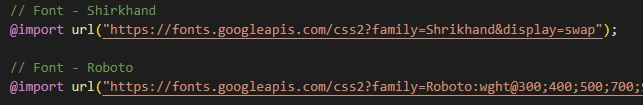 // Font - Shirkhand
@import url("https://fonts.googleapis.com/css2?family=Shrikhand&display=swap");
// Font - Roboto
@import url("https://fonts.googleapis.com/css2?family=Roboto:wght@300;400;500;700;